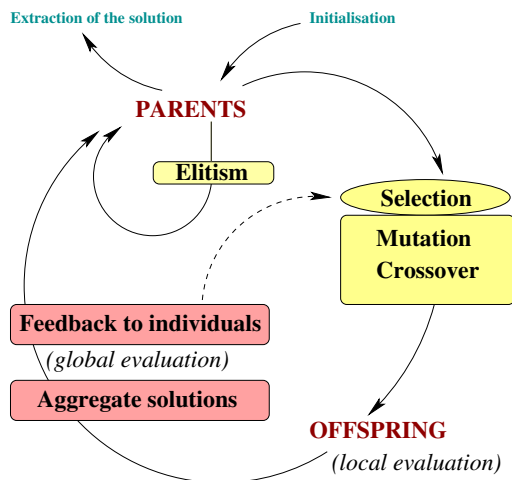 Extraction of the solution
Initialisation
PARENTS
Elitism
Selection
Mutation
Crossover
Feedback to individuals
(global evaluation)
Aggregate solutions
OFFSPRING
(local evaluation)